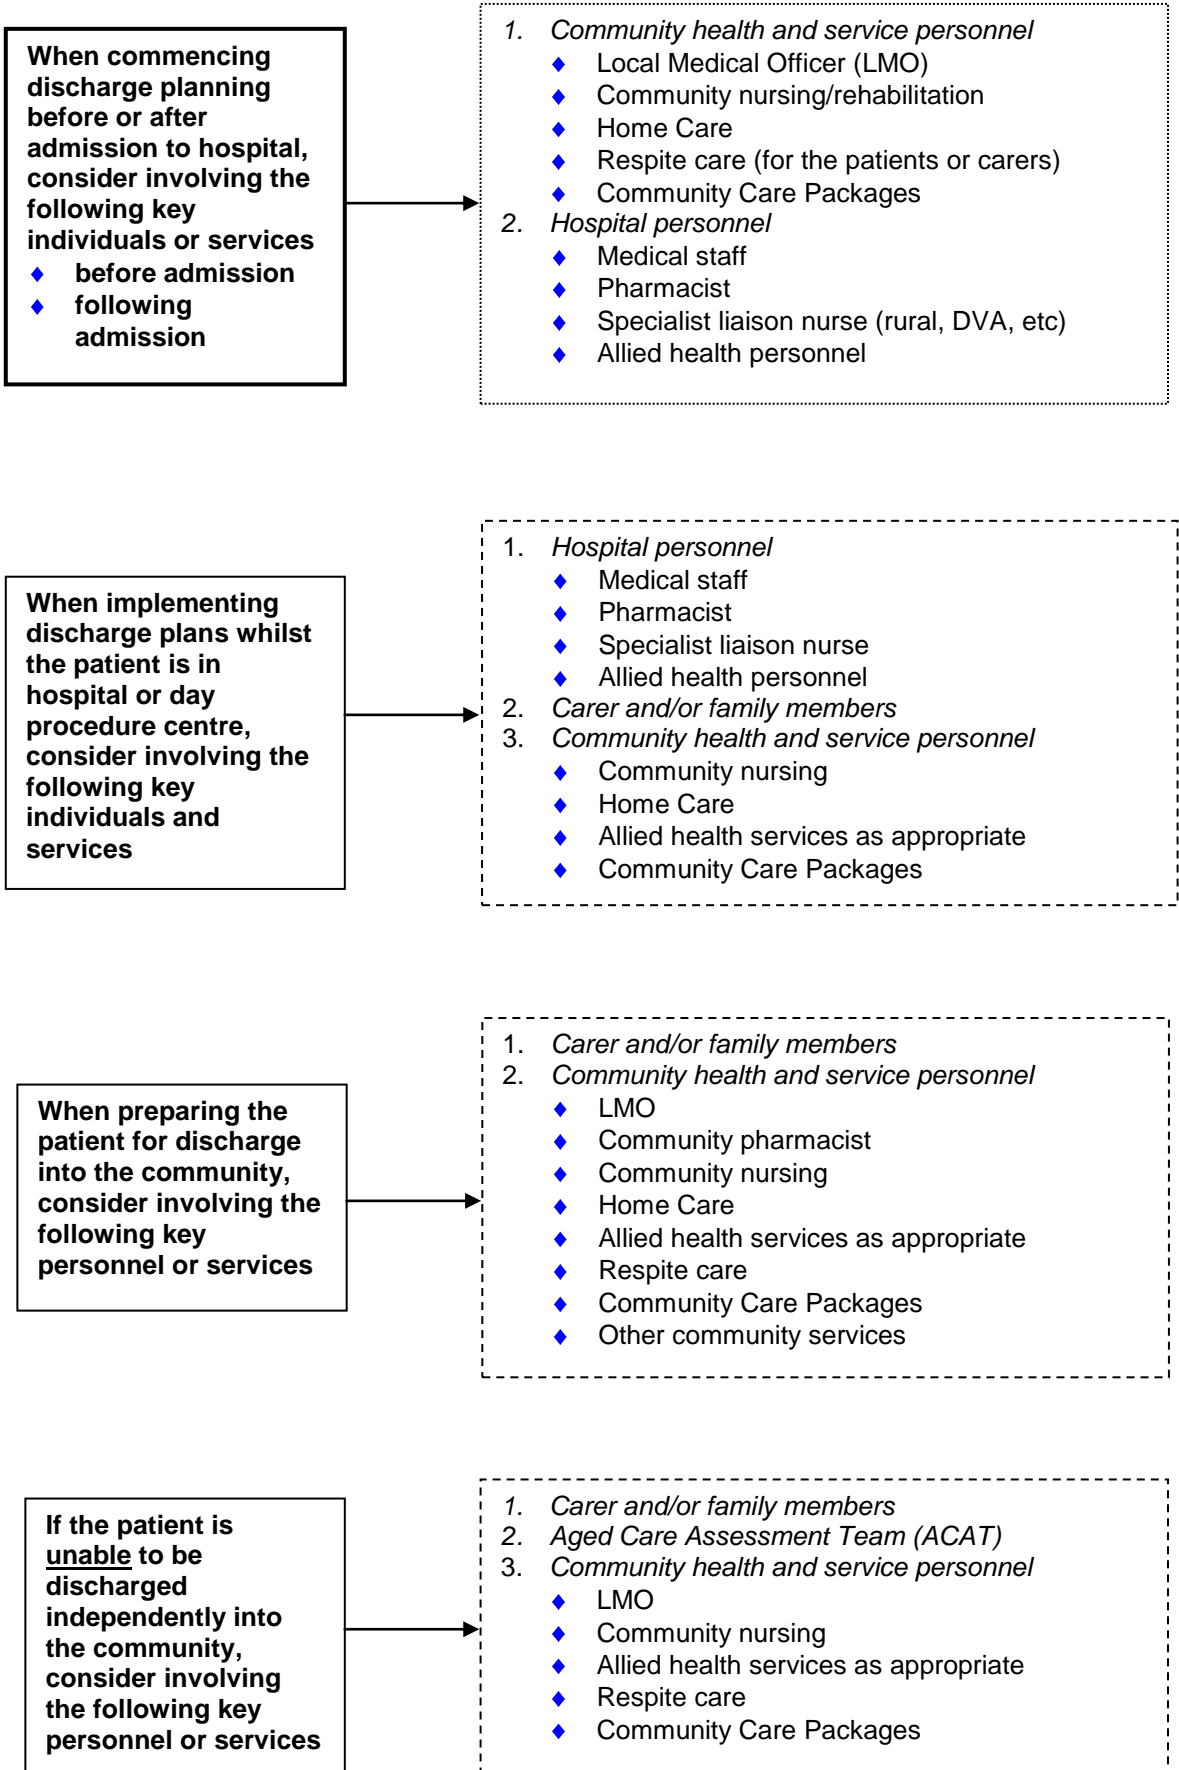 When commencing
discharge planning
before or after
admission to hospital,
consider involving the
following key
individuals or services
♦ before admission
♦ following
admission
1. Community health and service personnel
♦ Local Medical Officer (LMO)
♦ Community nursing/rehabilitation
♦ Home Care
♦ Respite care (for the patients or carers)
♦ Community Care Packages
2. Hospital personnel
♦ Medical staff
♦ Pharmacist
♦ Specialist liaison nurse (rural, DVA, etc)
♦ Allied health personnel
When implementing
discharge plans whilst
the patient is in
hospital or day
procedure centre,
consider involving the
following key
individuals and
services
1. Hospital personnel
♦ Medical staff
♦ Pharmacist
♦ Specialist liaison nurse
♦ Allied health personnel
2. Carer and/or family members
3. Community health and service personnel
♦ Community nursing
♦ Home Care
♦ Allied health services as appropriate
♦ Community Care Packages
When preparing the
patient for discharge
into the community,
consider involving the
following key
personnel or services
1. Carer and/or family members
2. Community health and service personnel
♦ LMO
♦ Community pharmacist
♦ Community nursing
♦ Home Care
♦ Allied health services as appropriate
♦ Respite care
♦ Community Care Packages
♦ Other community services
If the patient is
unable to be
discharged
independently into
the community,
consider involving
the following key
personnel or services
1. Carer and/or family members
2. Aged Care Assessment Team (ACAT)
3. Community health and service personnel
♦ LMO
♦ Community nursing
♦ Allied health services as appropriate
♦ Respite care
♦ Community Care Packages